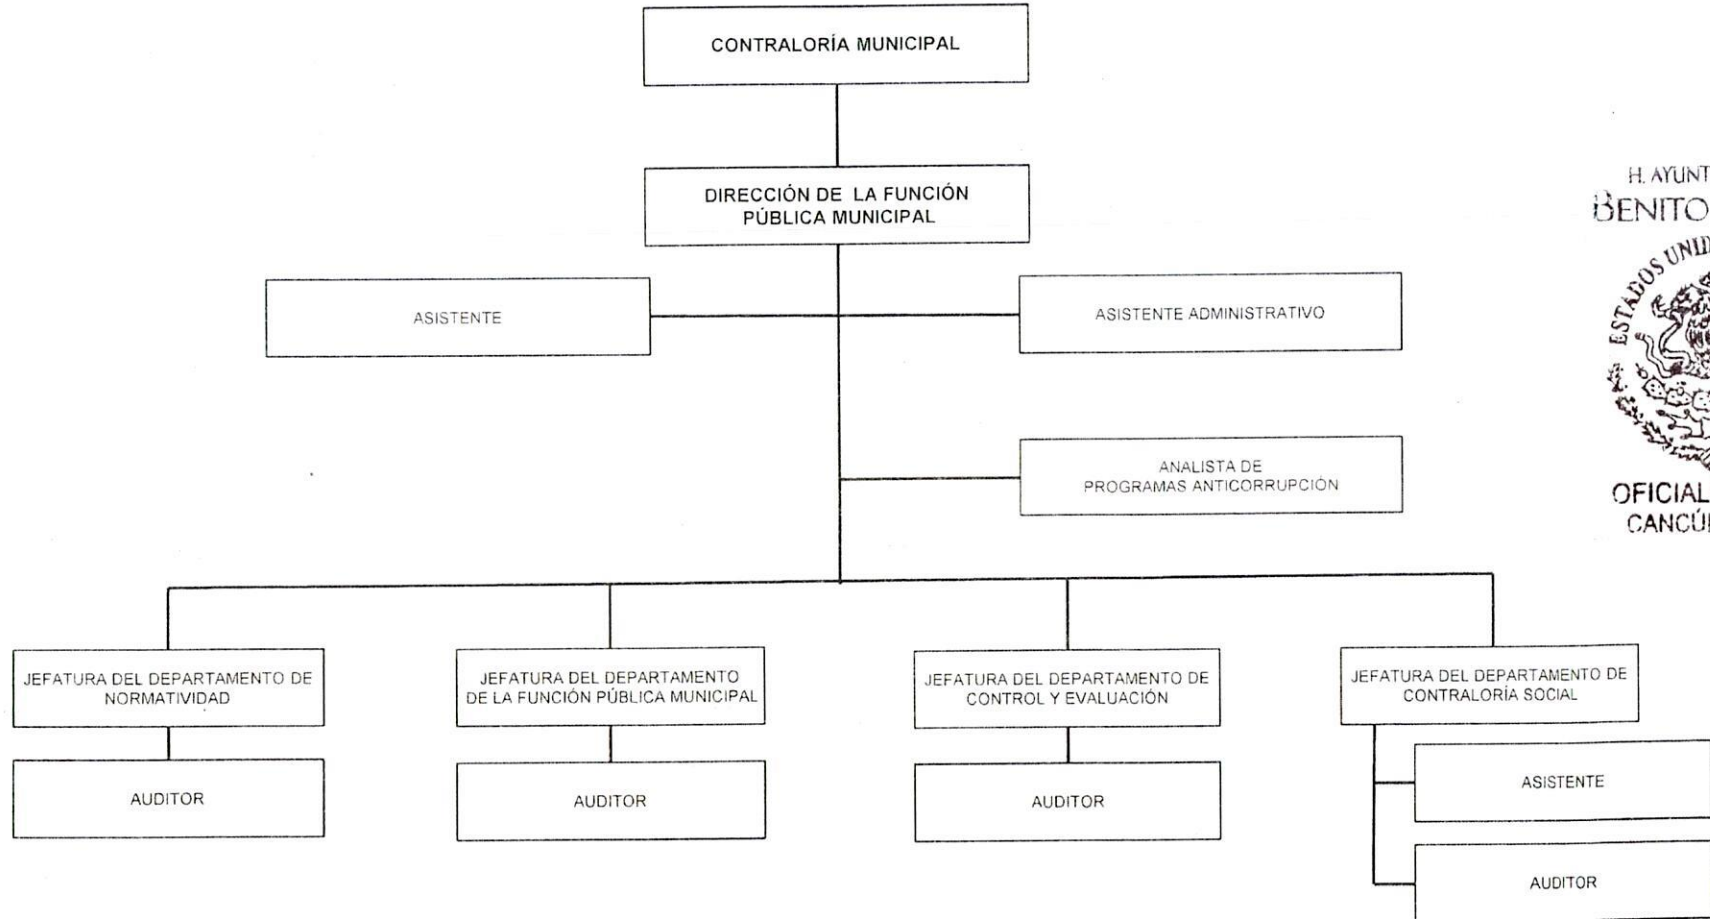 CONTRALORÍA MUNICIPAL
DIRECCIÓN DE LA FUNCIÓN
PÚBLICA MUNICIPAL
ASISTENTE
ASISTENTE ADMINISTRATIVO
ANALISTA DE
PROGRAMAS ANTICORRUPCIÓN
H. AYUNT
BENITO
ESTADOS UNID
OFICIAL
CANCÚ
JEFATURA DEL DEPARTAMENTO DE
NORMATIVIDAD
JEFATURA DEL DEPARTAMENTO
DE LA FUNCIÓN PÚBLICA MUNICIPAL
JEFATURA DEL DEPARTAMENTO DE
CONTROL Y EVALUACIÓN
JEFATURA DEL DEPARTAMENTO DE
CONTRALORÍA SOCIAL
AUDITOR
AUDITOR
AUDITOR
ASISTENTE
AUDITOR